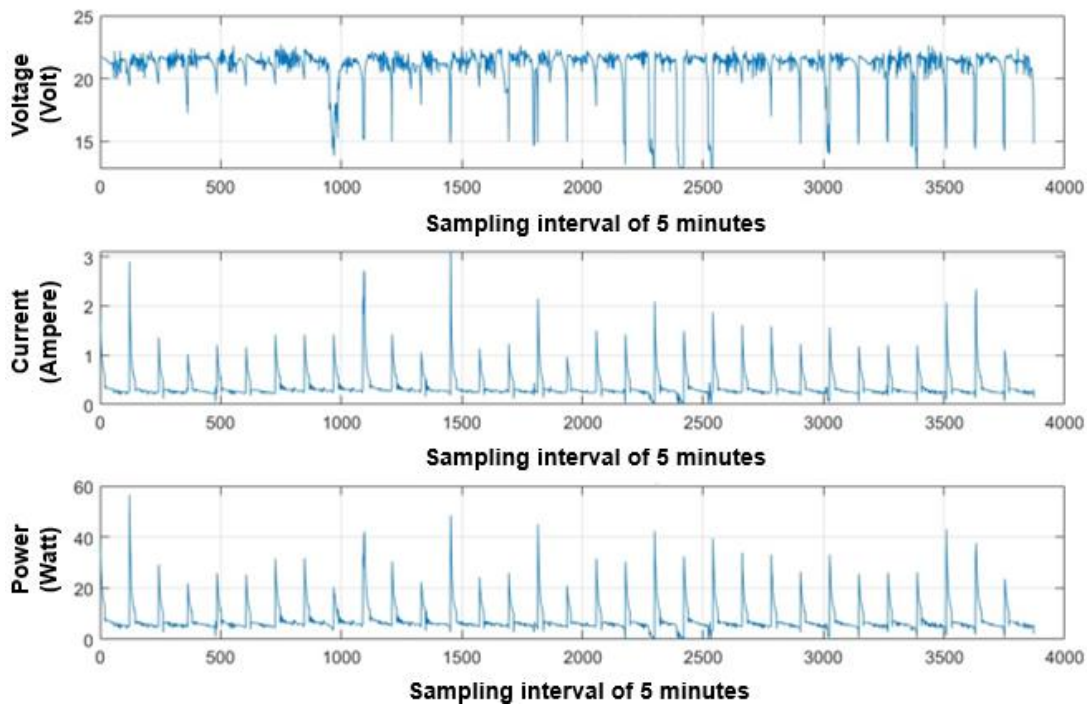 25
20
15
Voltage
(Volt)
0 500 1000 1500 2000 2500 3000 3500 4000
Sampling interval of 5 minutes
3
2
1
0
Current
(Ampere)
0 500 1000 1500 2000 2500 3000 3500 4000
Sampling interval of 5 minutes
60
40
20
0
Power
(Watt)
0 500 1000 1500 2000 2500 3000 3500 4000
Sampling interval of 5 minutes